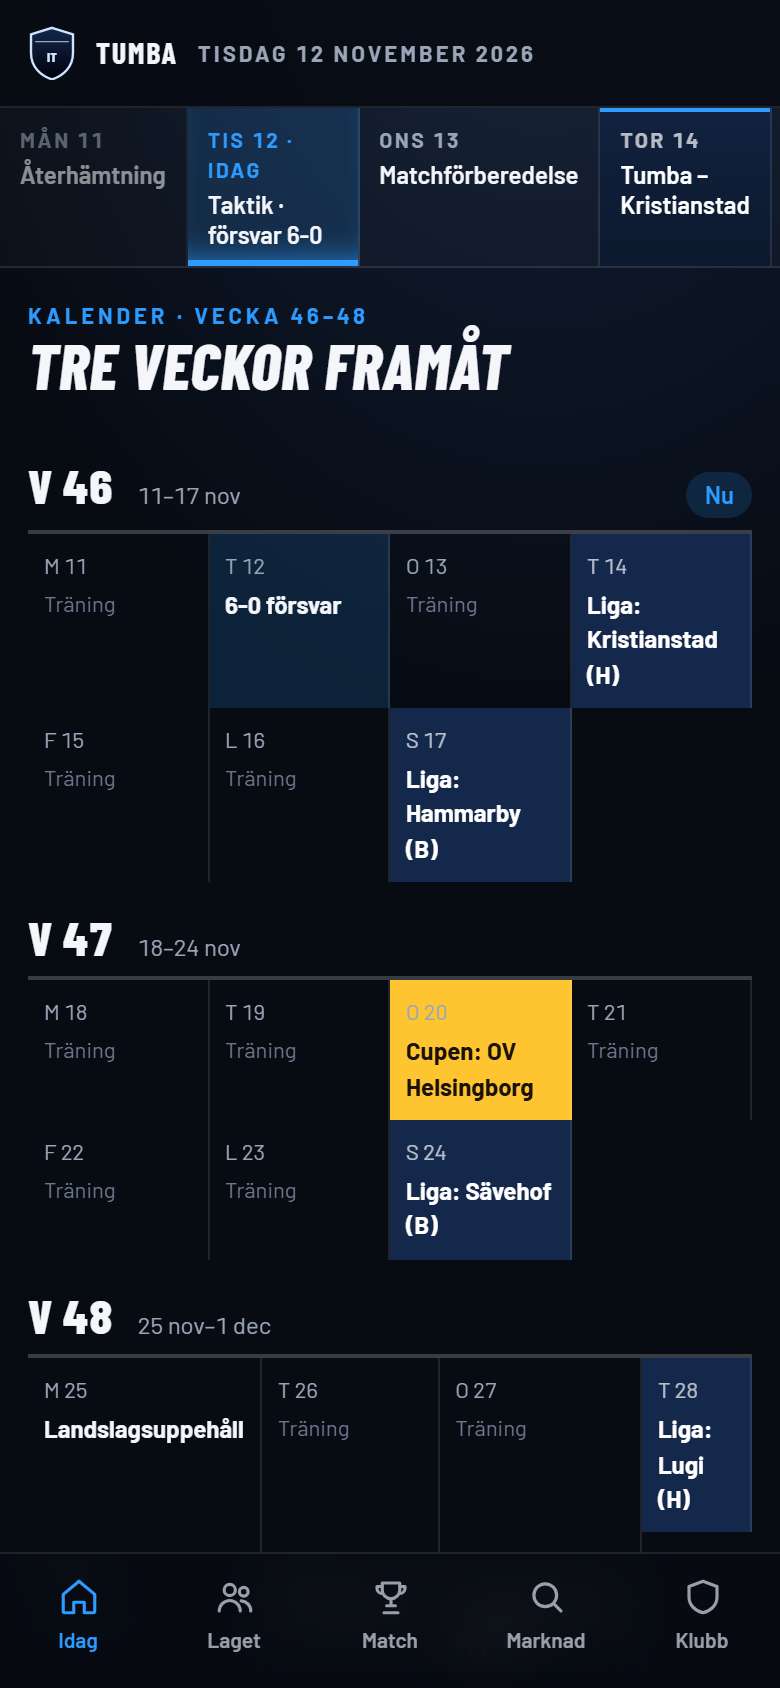 IT
TUMBA TISDAG 12 NOVEMBER 2026
MÅN 11
Återhämtning
TIS 12 ·
IDAG
Taktik ·
försvar 6-0
ONS 13
Matchförberedelse
TOR 14
Tumba –
Kristianstad
KALENDER · VECKA 46–48
TRE VECKOR FRAMÅT
V 46 11–17 nov Nu
M 11
Träning
T 12
6-0 försvar
O 13
Träning
T 14
Liga:
Kristianstad
(H)
F 15
Träning
L 16
Träning
S 17
Liga:
Hammarby
(B)
V 47 18–24 nov
M 18
Träning
T 19
Träning
O 20
Cupen: OV
Helsingborg
T 21
Träning
F 22
Träning
L 23
Träning
S 24
Liga: Sävehof
(B)
V 48 25 nov–1 dec
M 25
Landslagsuppehåll
T 26
Träning
O 27
Träning
T 28
Liga:
Lugi
(H)
Idag
Laget
Match
Marknad
Klubb